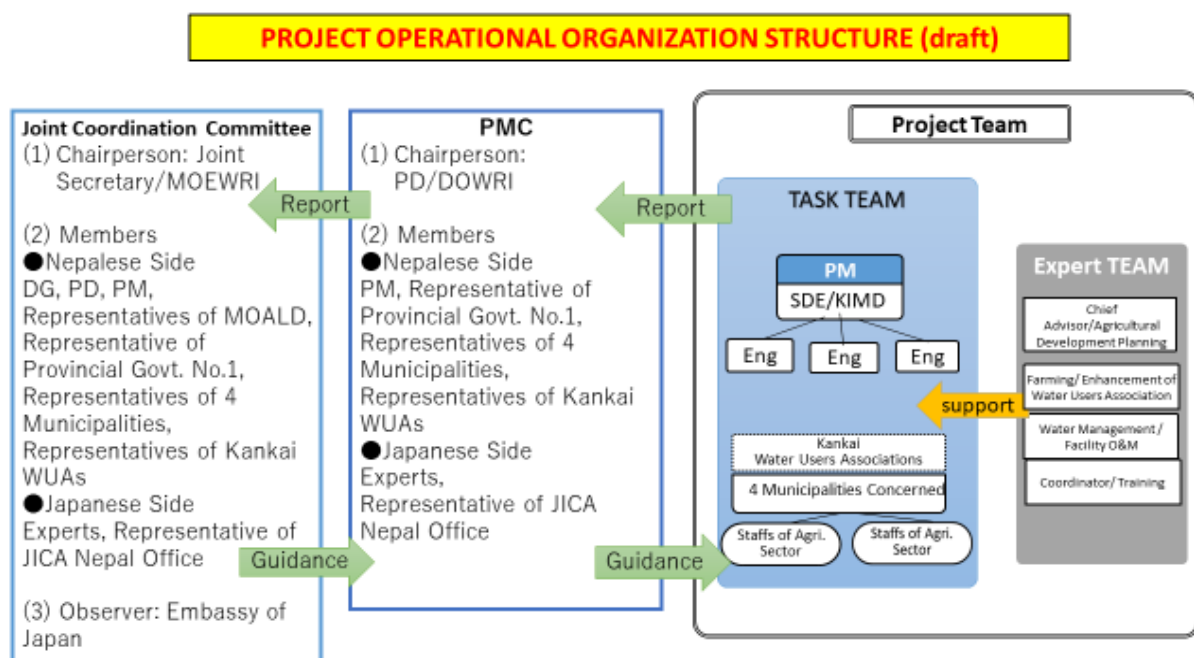 PROJECT OPERATIONAL ORGANIZATION STRUCTURE (draft)
Joint Coordination Committee
(1) Chairperson: Joint
Secretary/MOEWRI
(2) Members
●Nepalese Side
DG, PD, PM,
Representatives of MOALD,
Representative of
Provincial Govt. No.1,
Representatives of 4
Municipalities,
Representatives of Kankai
WUAs
●Japanese Side
Experts, Representative of
JICA Nepal Office
(3) Observer: Embassy of
Japan
Report
Guidance
PMC
(1) Chairperson:
PD/DOWRI
(2) Members
●Nepalese Side
PM, Representative of
Provincial Govt. No.1,
Representatives of 4
Municipalities,
Representatives of Kankai
WUAs
●Japanese Side
Experts,
Representative of JICA
Nepal Office
Report
Guidance
Project Team
TASK TEAM
PM
SDE/KIMD
Eng
Eng
Eng
Kankai
Water Users Associations
4 Municipalities Concerned
Staffs of Agri.
Sector
Staffs of Agri.
Sector
support
Expert TEAM
Chief
Advisor/Agricultural
Development Planning
Farming/ Enhancement of
Water Users Association
Water Management /
Facility O&M
Coordinator/ Training